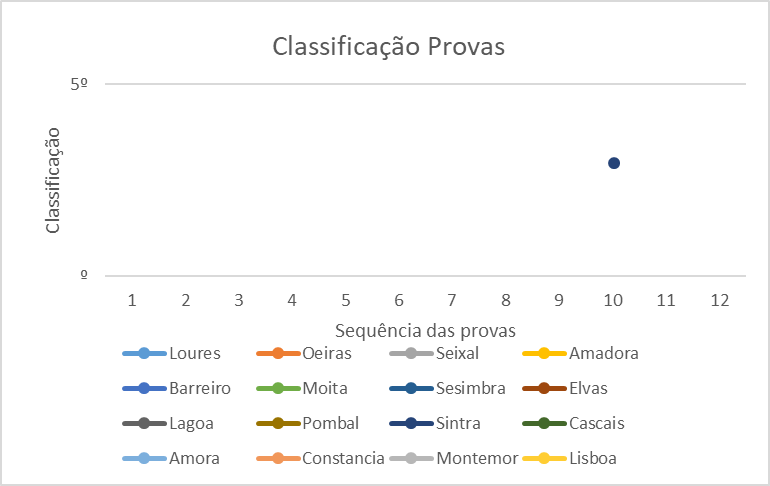 Classificação Provas
5º
Classificação
º
1 2 3 4 5 6 7 8 9 10 11 12
Sequência das provas
Loures Oeiras Seixal Amadora
Barreiro Moita Sesimbra Elvas
Lagoa Pombal Sintra Cascais
Amora Constancia Montemor Lisboa